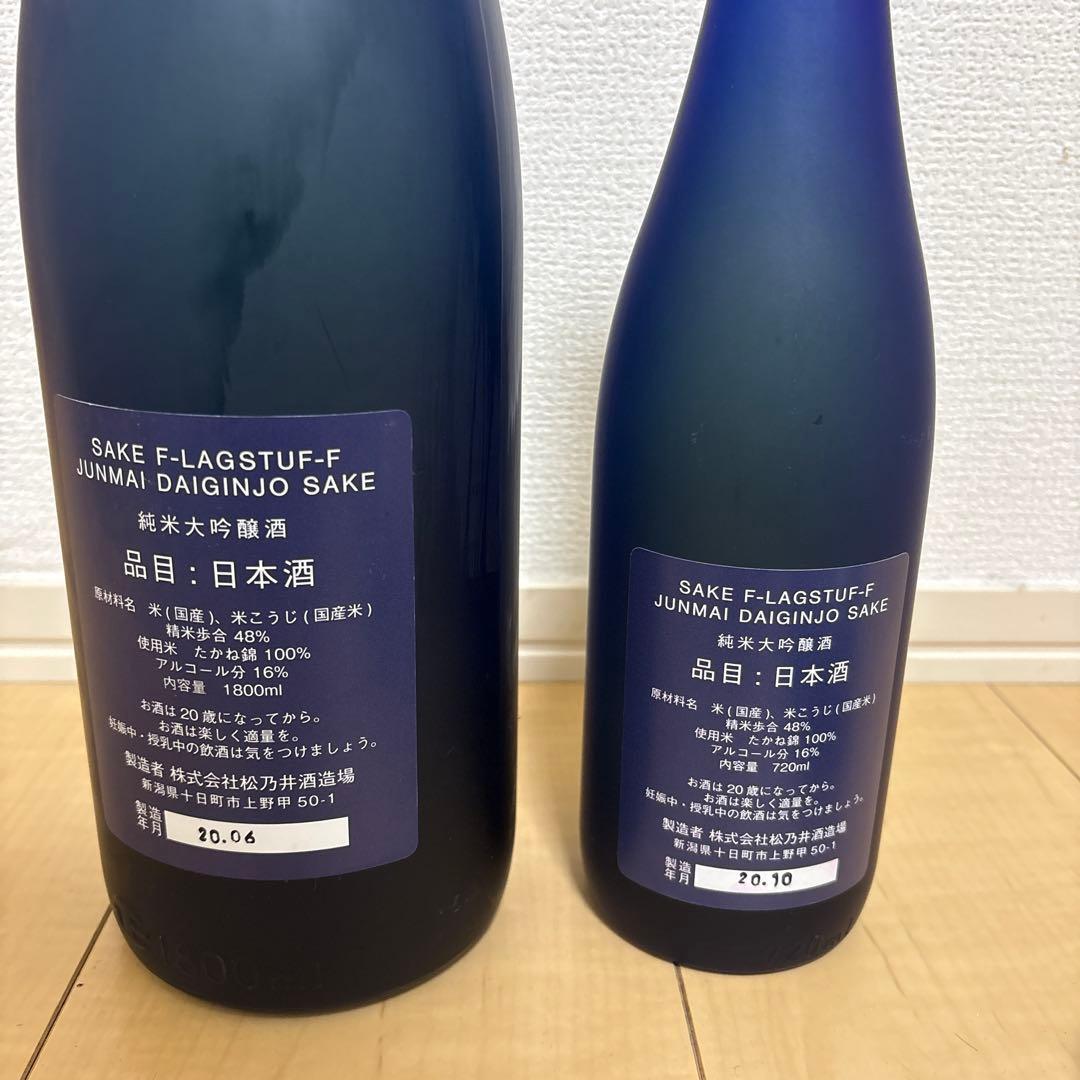 SAKE F-LAGSTUF-F
JUNMAI DAIGINJO SAKE
純米大吟醸酒
品目:日本酒
原材料名 米(国産)、米こうじ(国産米)
精米歩合 48%
使用米 たかね錦 100%
アルコール分 16%
内容量 1800ml
お酒は20歳になってから。
お酒は楽しく適量を。
妊娠中・授乳中の飲酒は気をつけましょう。
製造者 株式会社松乃井酒造場
新潟県十日町市上野甲50-1
製造
年月 20.06
SAKE F-LAGSTUF-F
JUNMAI DAIGINJO SAKE
純米大吟醸酒
品目:日本酒
原材料名 米(国産)、米こうじ(国産米)
精米歩合 48%
使用米 たかね錦 100%
アルコール分 16%
内容量 720ml
お酒は20歳になってから。
お酒は楽しく適量を。
妊娠中・授乳中の飲酒は気をつけましょう。
製造者 株式会社松乃井酒造場
新潟県十日町市上野甲50-1
製造
年月 20.10